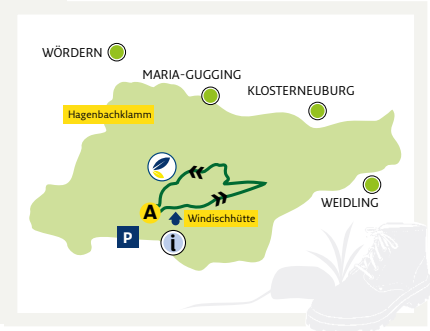 WÖRDERN
MARIA-GUGGING
KLOSTERNEUBURG
Hagenbachklamm
WEIDLING
A
Windischhütte
P
i